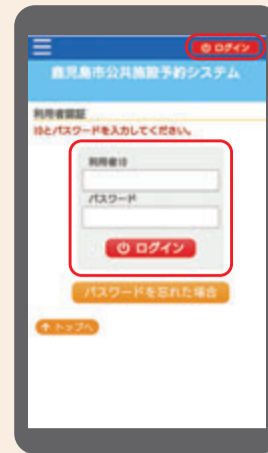 ログイン
鹿児島市公共施設予約システム
利用者認証
IDとパスワードを入力してください。
利用者ID
パスワード
ログイン
パスワードを忘れた場合
トップへ